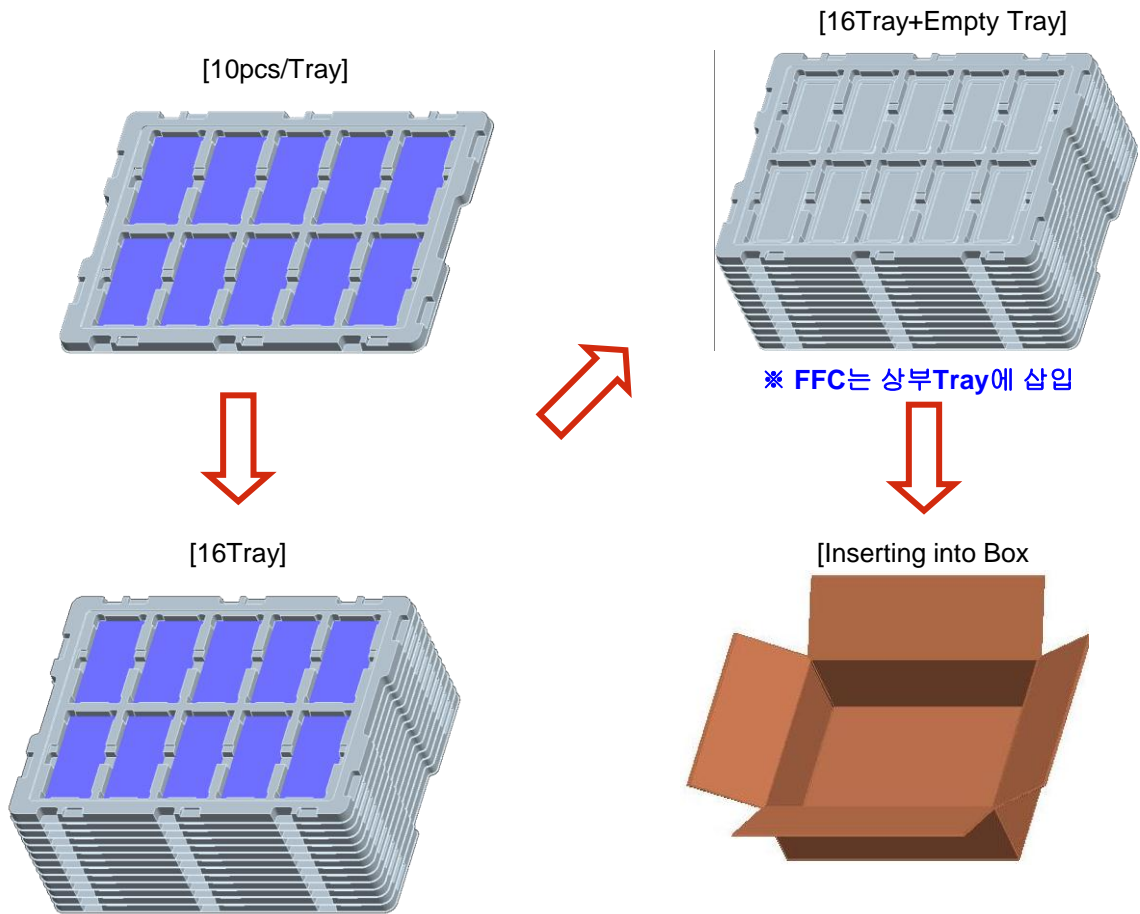 [10pcs/Tray]
[16Tray]
[16Tray+Empty Tray]
※ FFC는 상부Tray에 삽입
[Inserting into Box